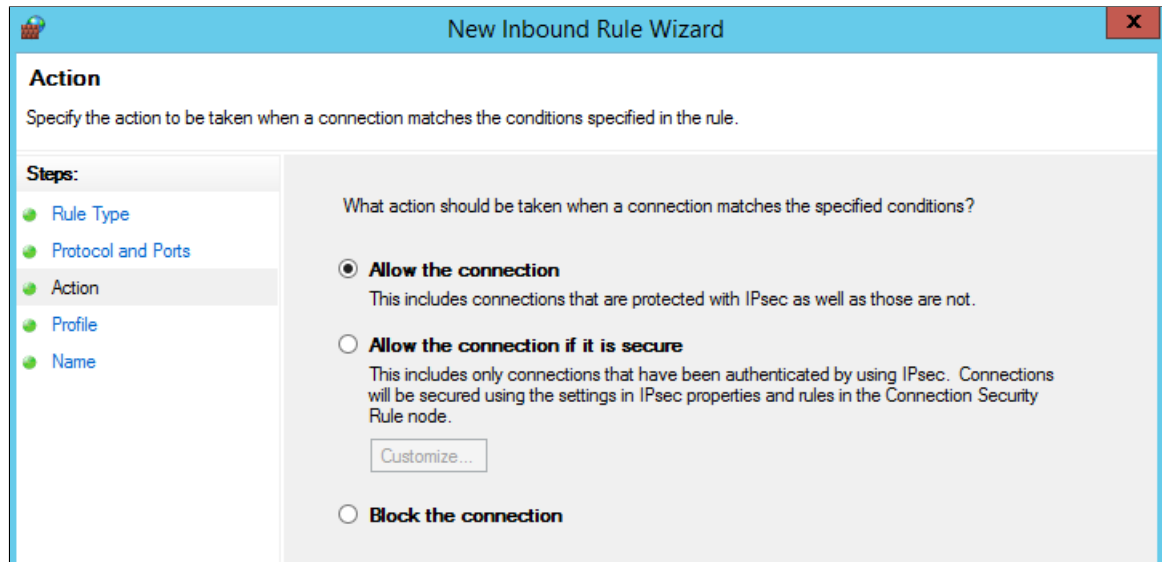 New Inbound Rule Wizard
x
Action
Specify the action to be taken when a connection matches the conditions specified in the rule.
Steps:
Rule Type
Protocol and Ports
Action
Profile
Name
What action should be taken when a connection matches the specified conditions?
Allow the connection
This includes connections that are protected with IPsec as well as those are not.
Allow the connection if it is secure
This includes only connections that have been authenticated by using IPsec. Connections
will be secured using the settings in IPsec properties and rules in the Connection Security
Rule node.
Customize...
Block the connection